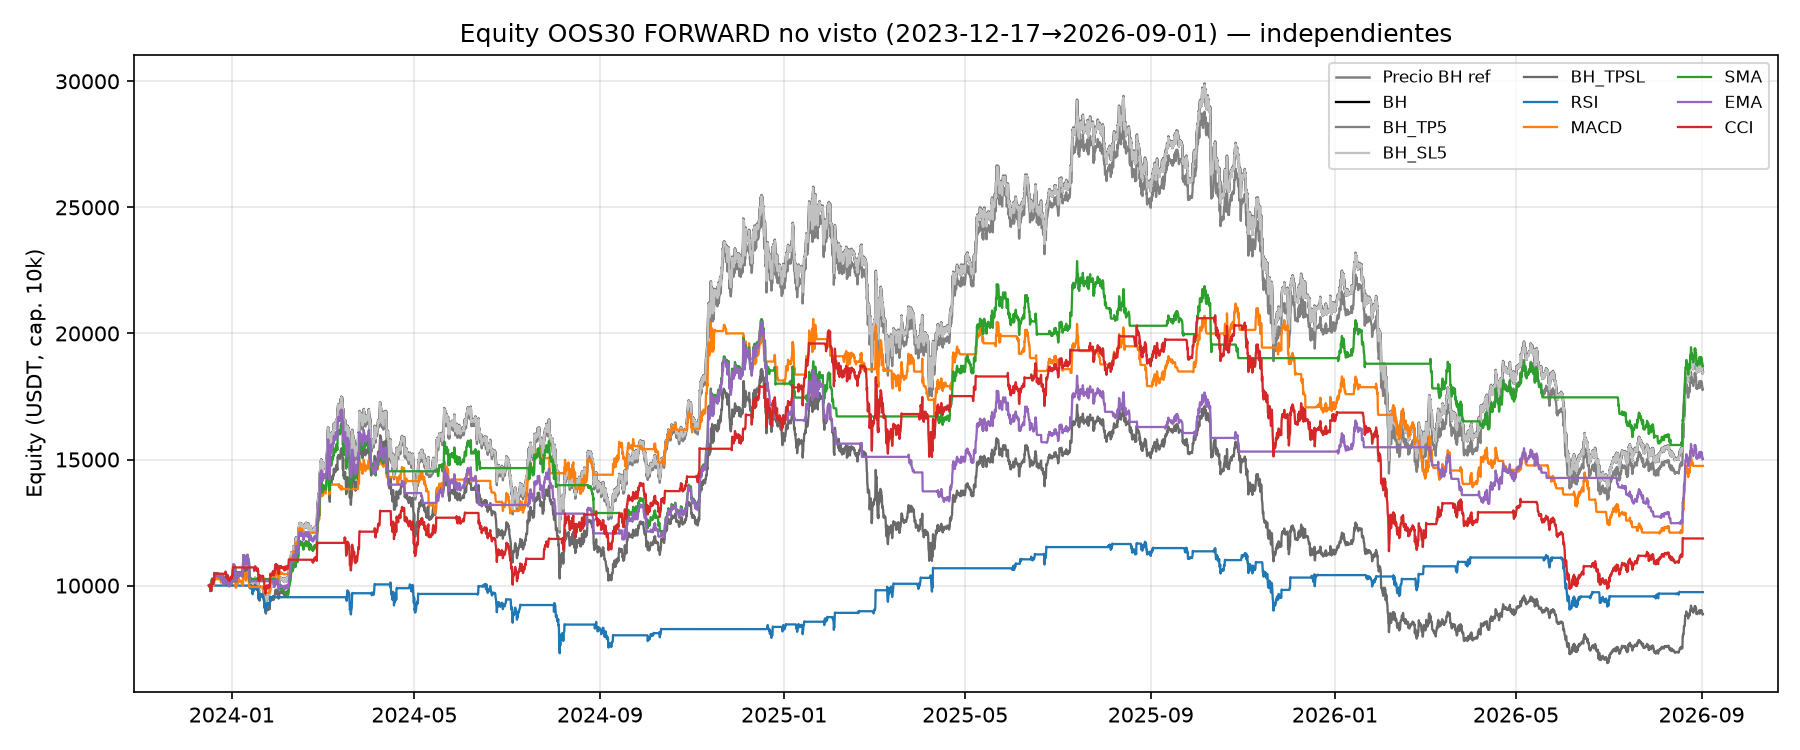 Equity OOS30 FORWARD no visto (2023-12-17→2026-09-01) — independientes
Equity (USDT, cap. 10k)
30000
25000
20000
15000
10000
Precio BH ref
BH
BH_TP5
BH_SL5
BH_TPSL
RSI
MACD
SMA
EMA
CCI
2024-01
2024-05
2024-09
2025-01
2025-05
2025-09
2026-01
2026-05
2026-09